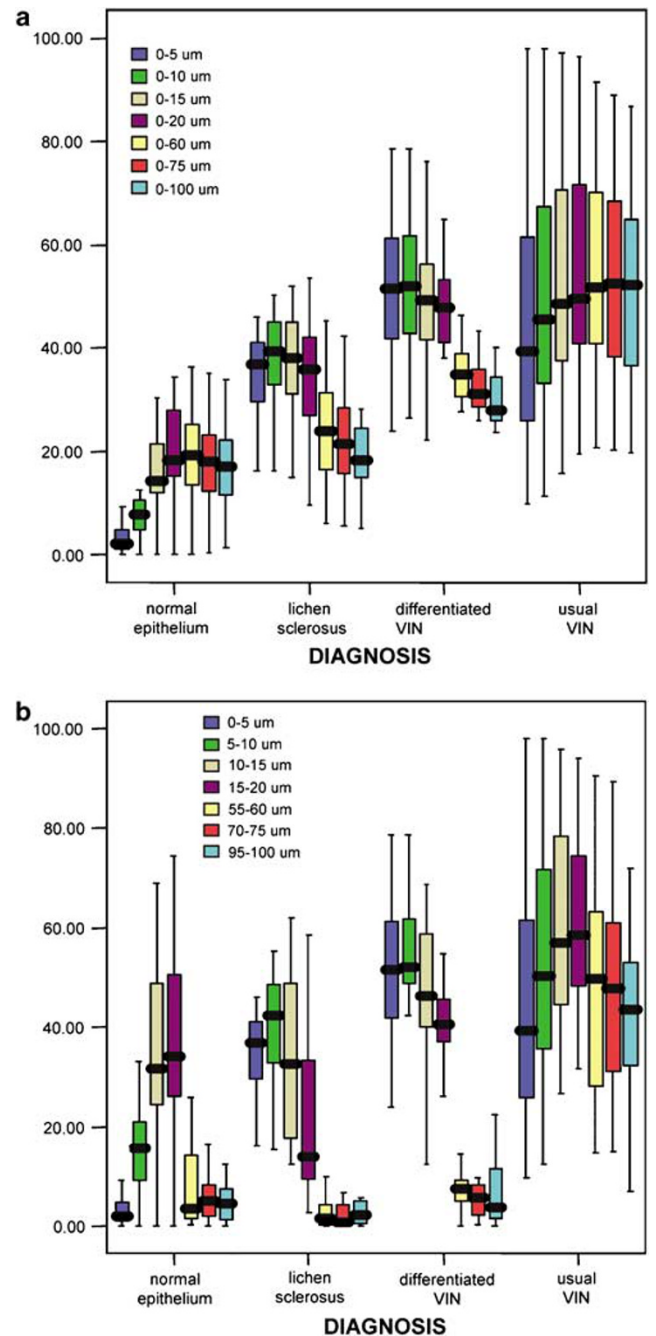 a
100.00
80.00
60.00
40.00
20.00
0.00
0-5 um
0-10 um
0-15 um
0-20 um
0-60 um
0-75 um
0-100 um
normal epithelium
lichen sclerosus
differentiated VIN
usual VIN
DIAGNOSIS
b
100.00
80.00
60.00
40.00
20.00
0.00
0-5 um
5-10 um
10-15 um
15-20 um
55-60 um
70-75 um
95-100 um
normal epithelium
lichen sclerosus
differentiated VIN
usual VIN
DIAGNOSIS